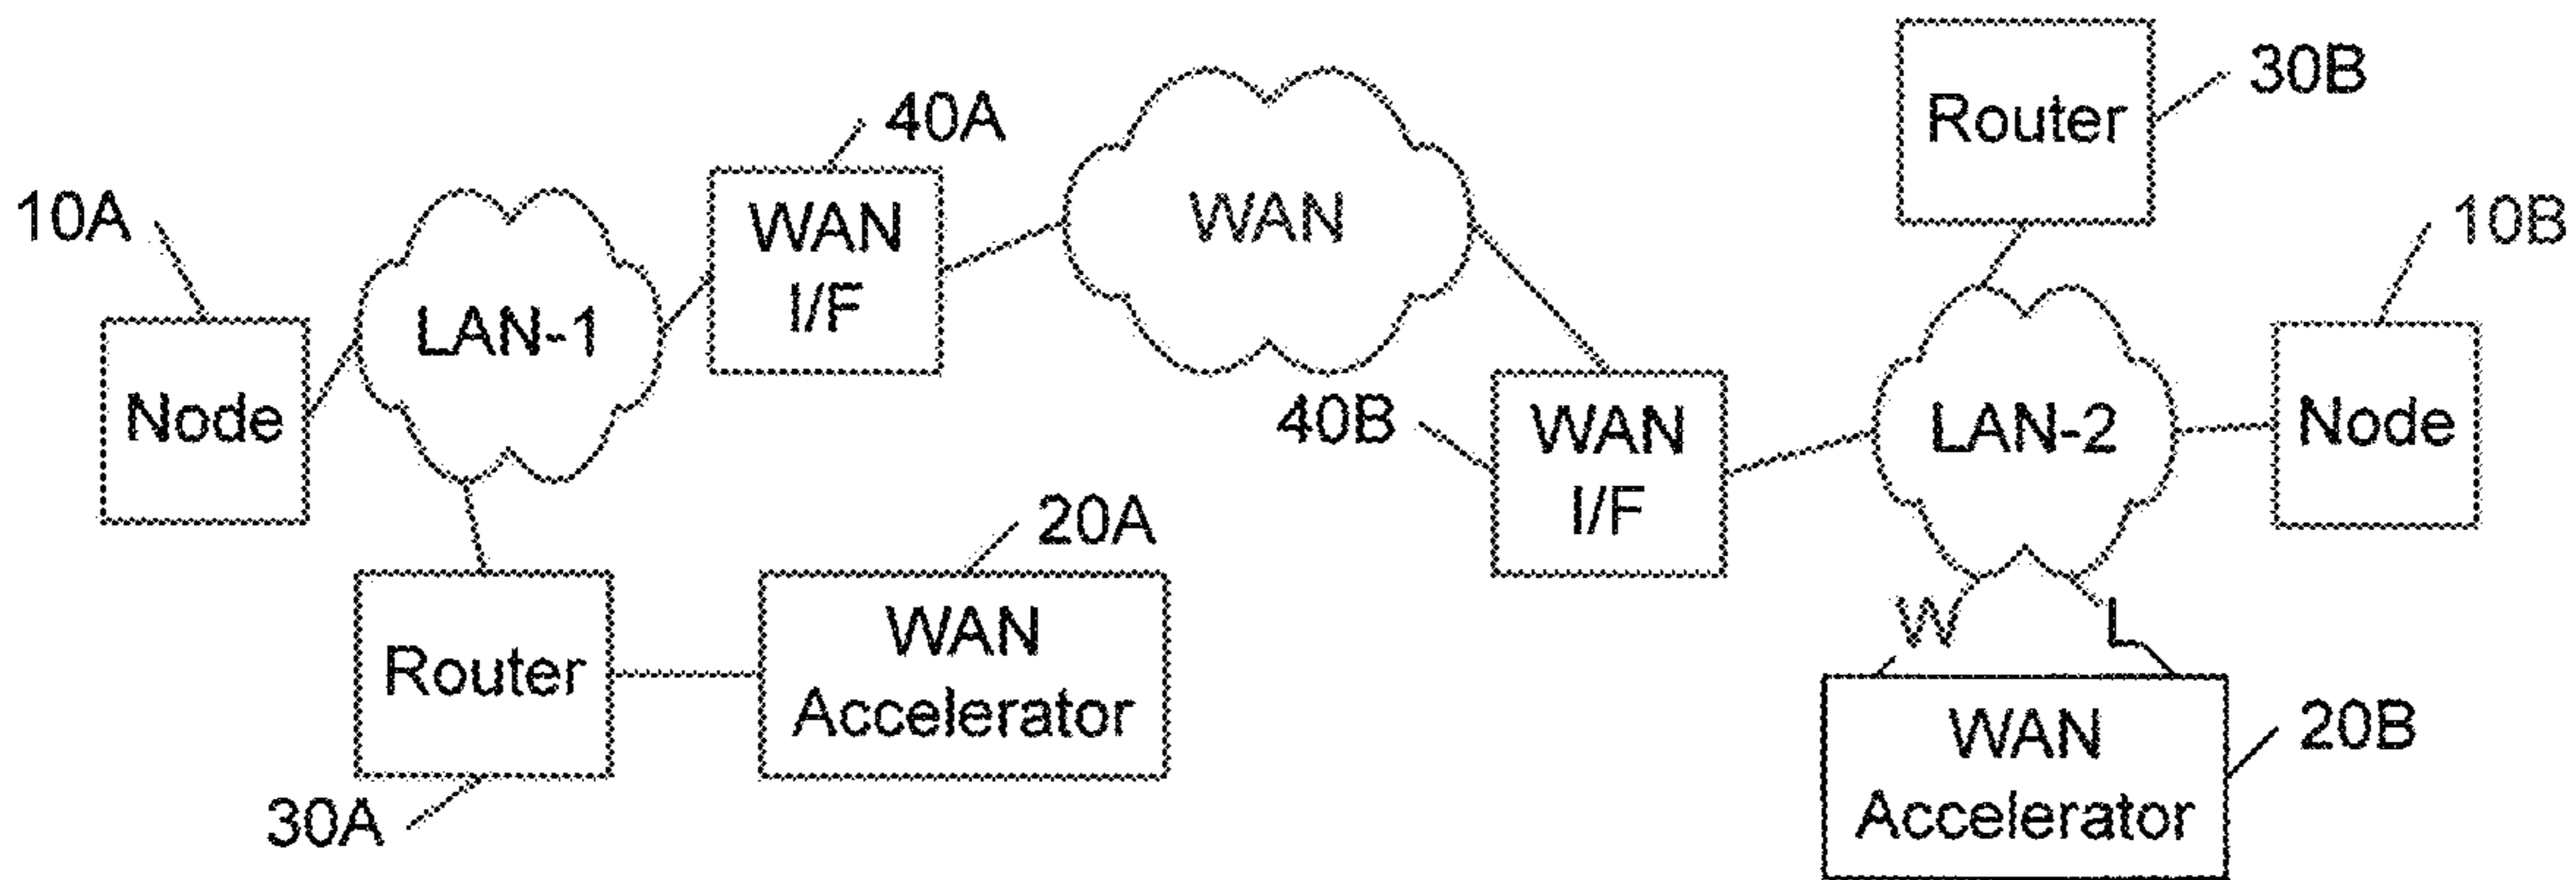 30B
Router
40A
10A
WAN
I/F
WAN
10B
LAN-1
Node
40B
WAN
I/F
LAN-2
Node
20A
W
L
Router
WAN
Accelerator
30A
WAN
Accelerator
20B